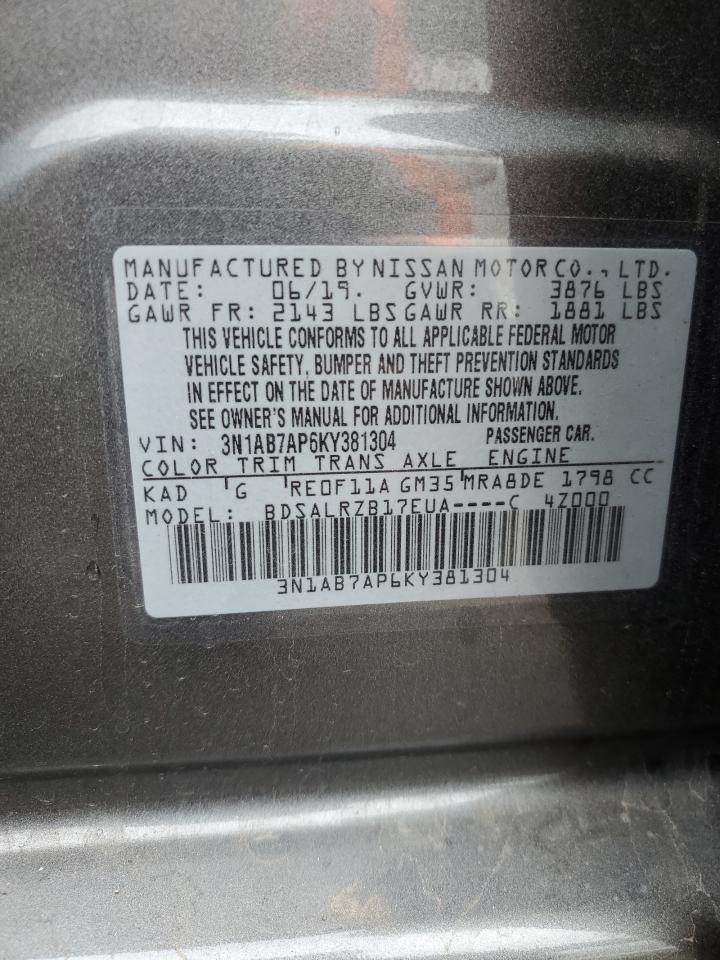 MANUFACTURED BY NISSAN MOTOR CO., LTD.
DATE: 06/19. GVWR: 3876 LBS
GAWR FR: 2143 LBS GAWR RR: 1881 LBS
THIS VEHICLE CONFORMS TO ALL APPLICABLE FEDERAL MOTOR
VEHICLE SAFETY, BUMPER AND THEFT PREVENTION STANDARDS
IN EFFECT ON THE DATE OF MANUFACTURE SHOWN ABOVE.
SEE OWNER'S MANUAL FOR ADDITIONAL INFORMATION.
VIN: 3N1AB7AP6KY381304 PASSENGER CAR.
COLOR TRIM TRANS AXLE ENGINE
KAD G RE0F11A GM35 MRA8DE 1798 CC
MODEL: BDSALRZB17EUA----C 4Z000
3N1AB7AP6KY381304